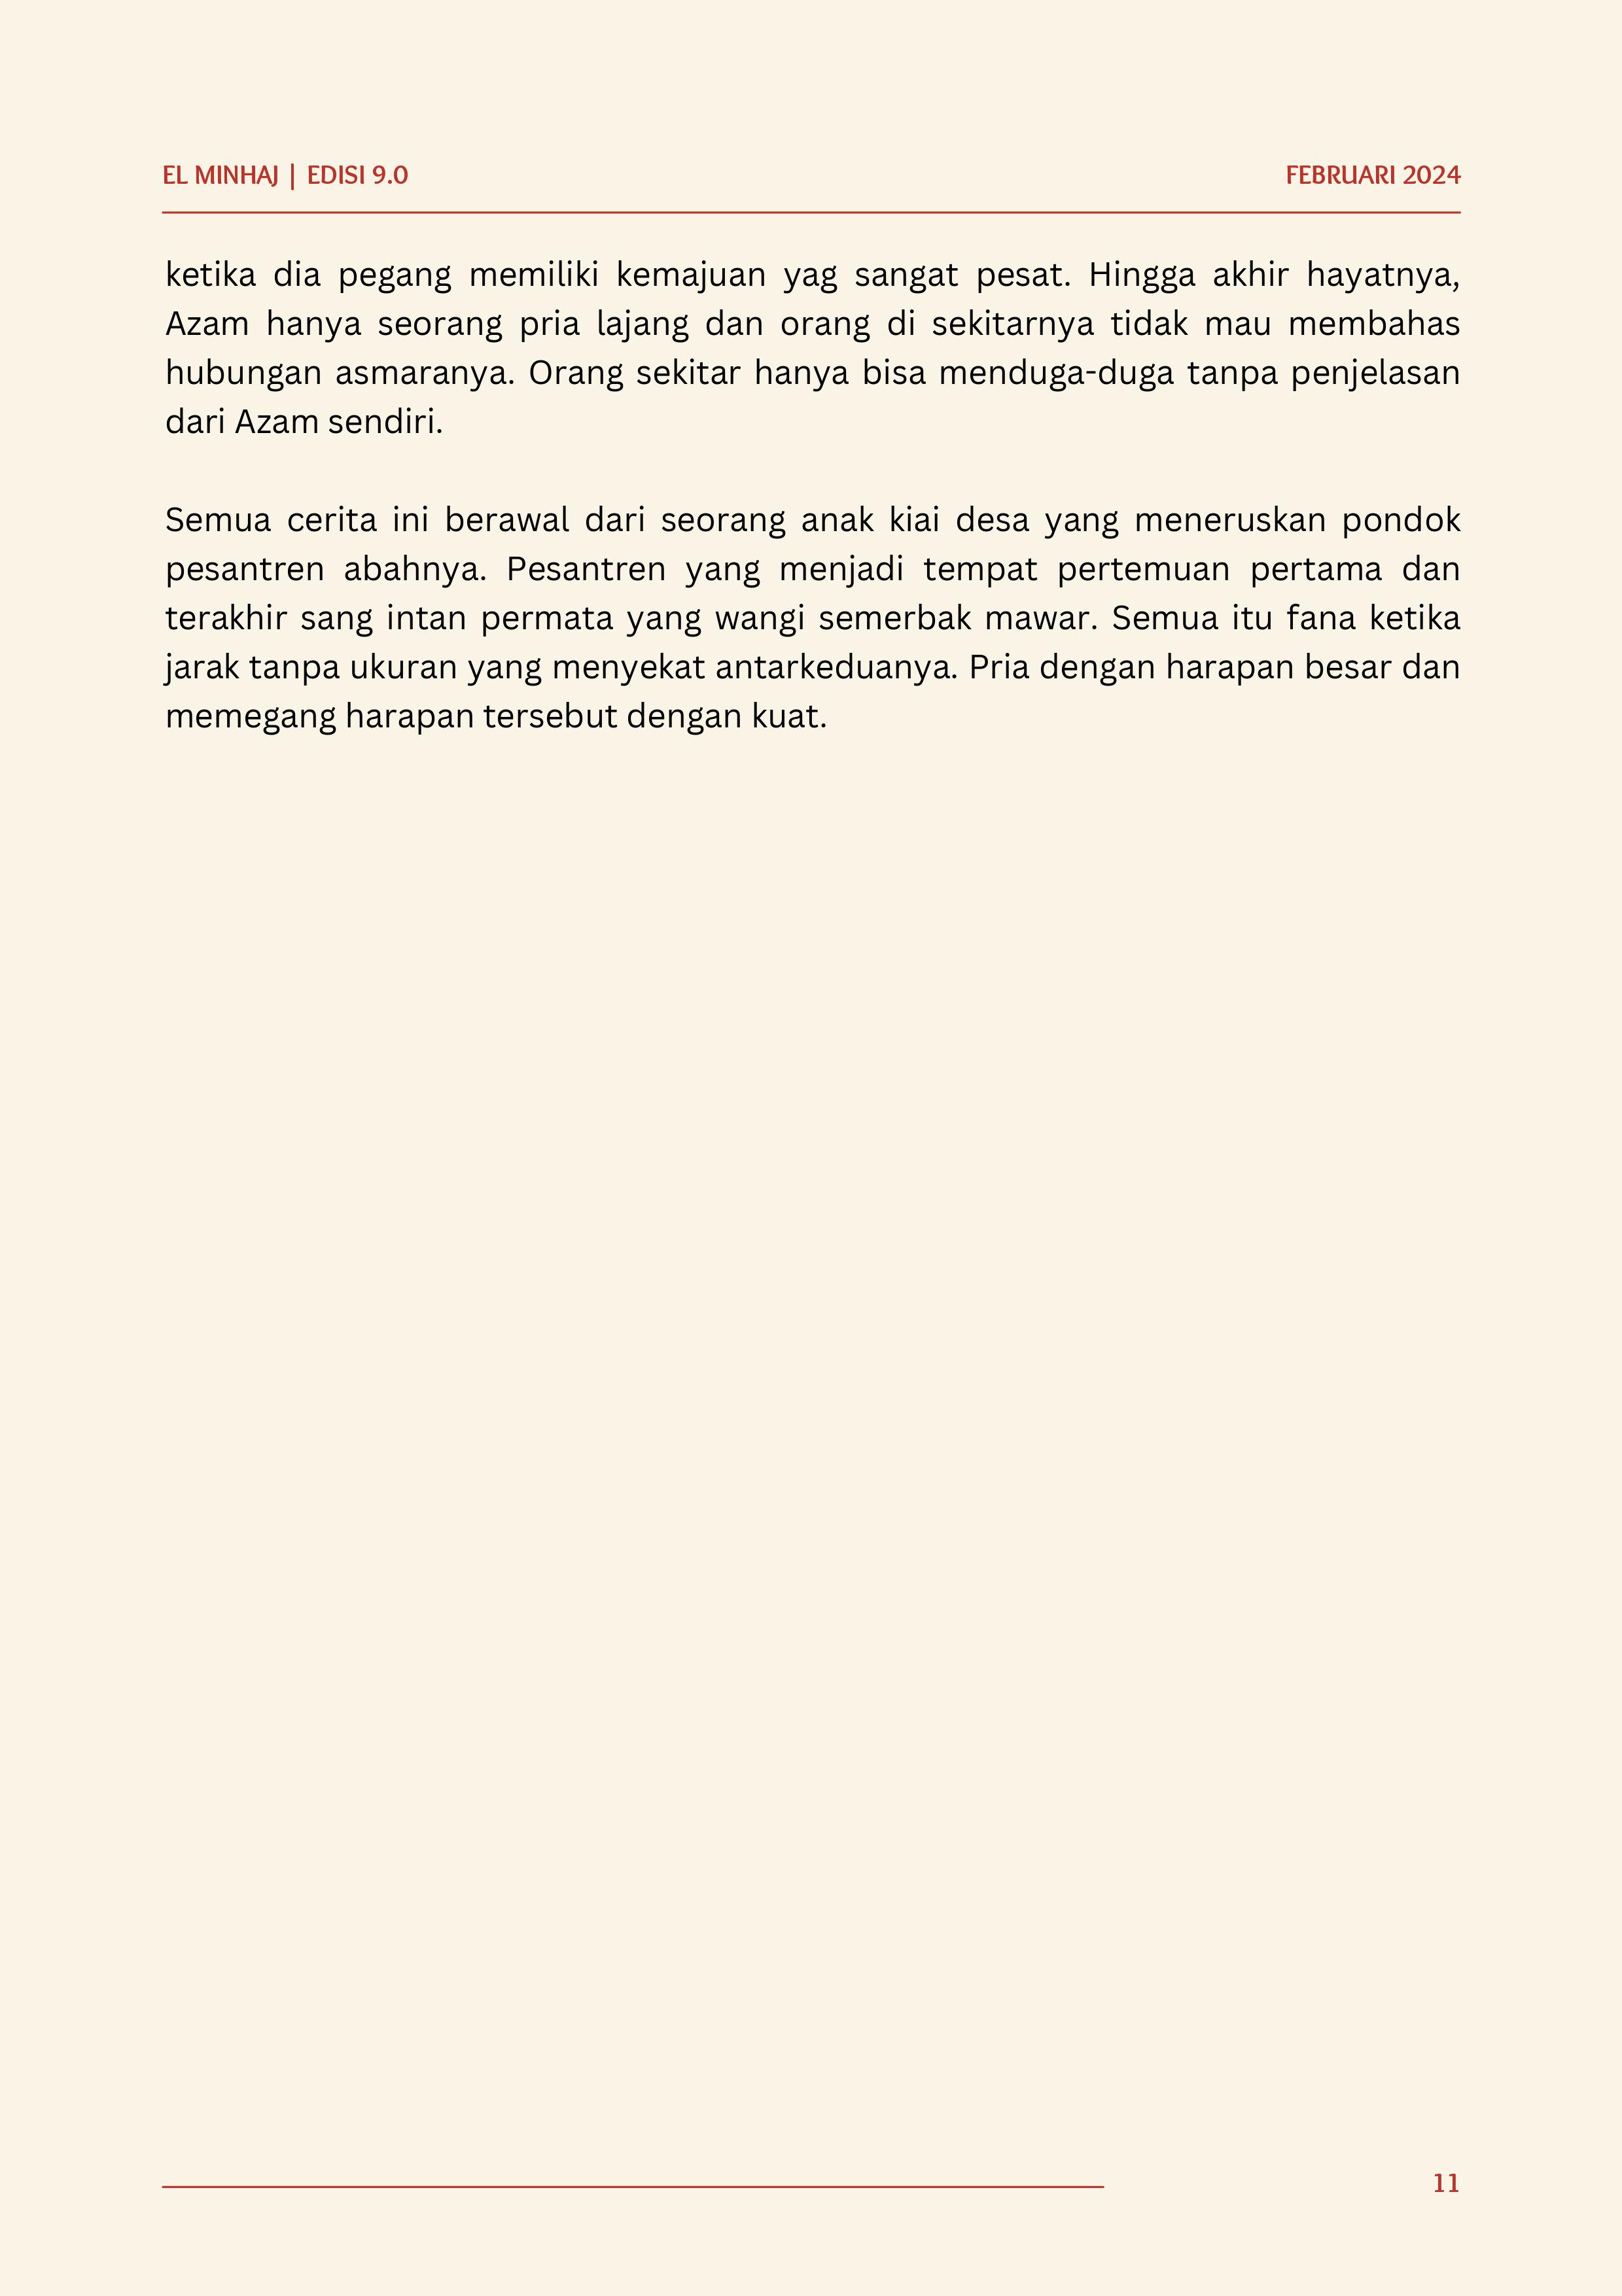 EL MINHAJ | EDISI 9.0
FEBRUARI 2024
ketika dia pegang memiliki kemajuan yag sangat pesat. Hingga akhir hayatnya,
Azam hanya seorang pria lajang dan orang di sekitarnya tidak mau membahas
hubungan asmaranya. Orang sekitar hanya bisa menduga-duga tanpa penjelasan
dari Azam sendiri.
Semua cerita ini berawal dari seorang anak kiai desa yang meneruskan pondok
pesantren abahnya. Pesantren yang menjadi tempat pertemuan pertama dan
terakhir sang intan permata yang wangi semerbak mawar. Semua itu fana ketika
jarak tanpa ukuran yang menyekat antarkeduanya. Pria dengan harapan besar dan
memegang harapan tersebut dengan kuat.
11